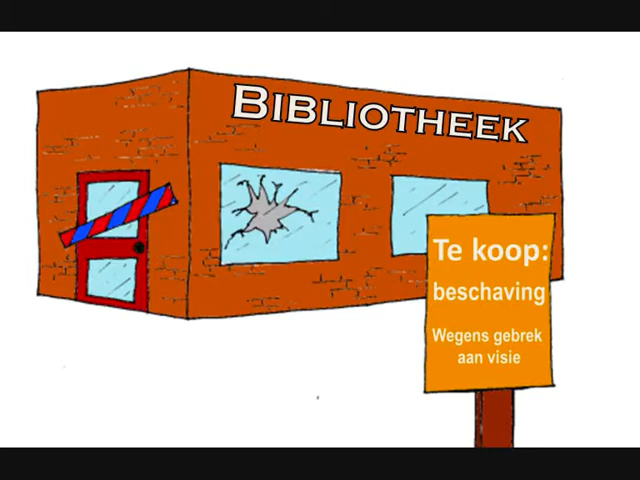 BIBLIOTHEEK
Te koop:
beschaving
Wegens gebrek
aan visie